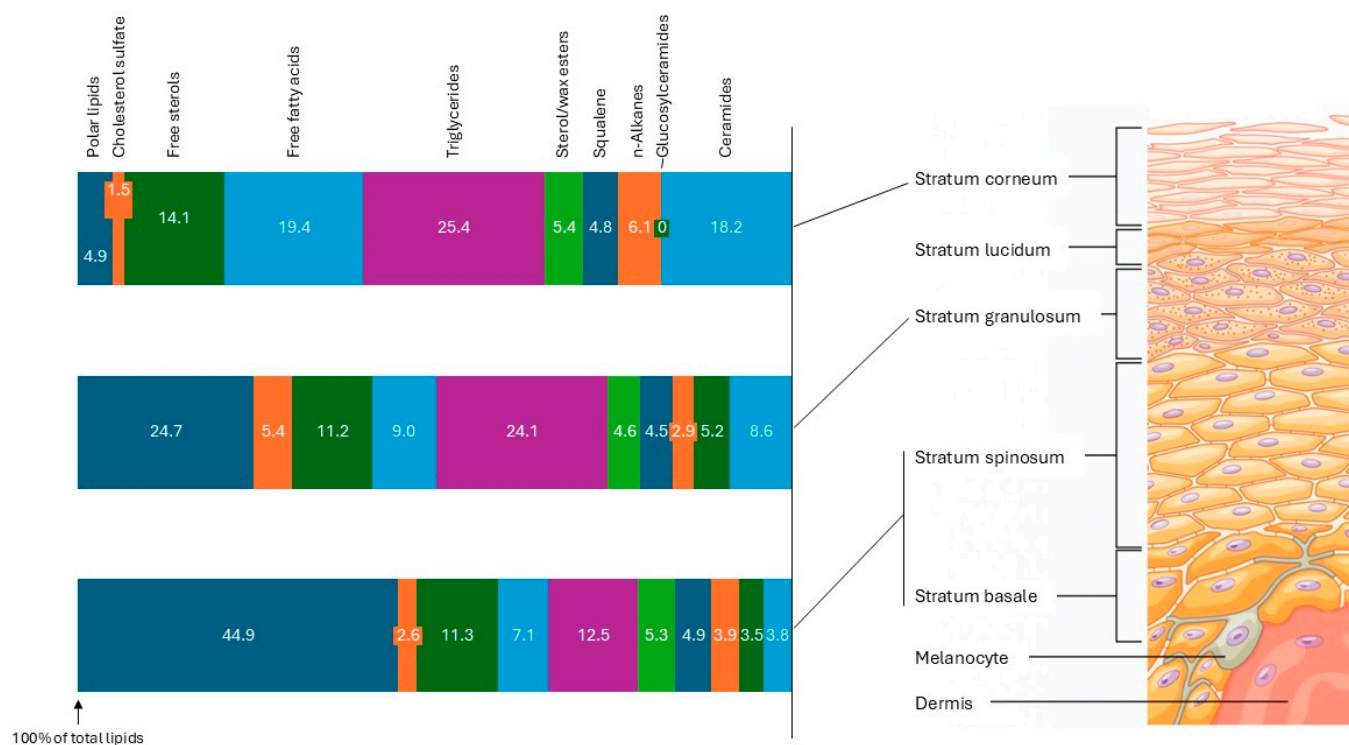 Polar lipids
Cholesterol sulfate
Free sterols
Free fatty acids
Triglycerides
Sterol/wax esters
Squalene
n-Alkanes
Glucosylceramides
Ceramides
4.9
1.5
14.1
19.4
25.4
5.4
4.8
6.1
0
18.2
24.7
5.4
11.2
9.0
24.1
4.6
4.5
2.9
5.2
8.6
44.9
2.6
11.3
7.1
12.5
5.3
4.9
3.9
3.5
3.8
100% of total lipids
Stratum corneum
Stratum lucidum
Stratum granulosum
Stratum spinosum
Stratum basale
Melanocyte
Dermis